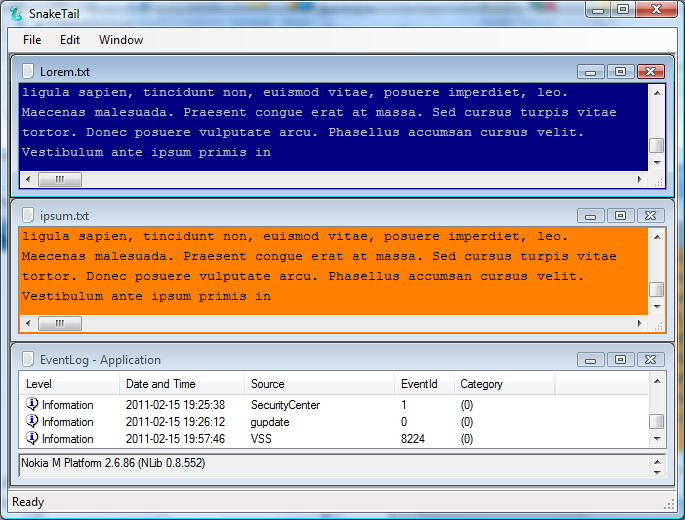 SnakeTail
File Edit Window
Lorem.txt
ligula sapien, tincidunt non, euismod vitae, posuere imperdiet, leo.
Maecenas malesuada. Praesent congue erat at massa. Sed cursus turpis vitae
tortor. Donec posuere vulputate arcu. Phasellus accumsan cursus velit.
Vestibulum ante ipsum primis in
ipsum.txt
ligula sapien, tincidunt non, euismod vitae, posuere imperdiet, leo.
Maecenas malesuada. Praesent congue erat at massa. Sed cursus turpis vitae
tortor. Donec posuere vulputate arcu. Phasellus accumsan cursus velit.
Vestibulum ante ipsum primis in
EventLog - Application
Level Date and Time Source EventId Category
Information 2011-02-15 19:25:38 SecurityCenter 1 (0)
Information 2011-02-15 19:26:12 gupdate 0 (0)
Information 2011-02-15 19:57:46 VSS 8224 (0)
Nokia M Platform 2.6.86 (NLib 0.8.552)
Ready